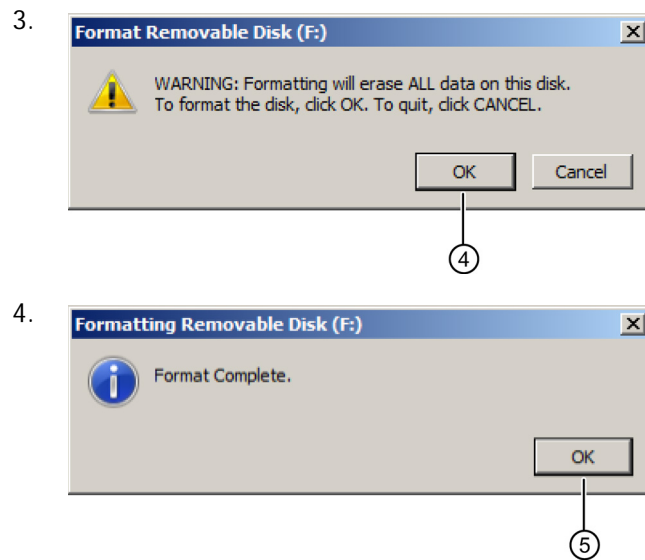 3.
Format Removable Disk (F:)
WARNING: Formatting will erase ALL data on this disk.
To format the disk, click OK. To quit, click CANCEL.
OK Cancel
4
4.
Formatting Removable Disk (F:)
Format Complete.
OK
5